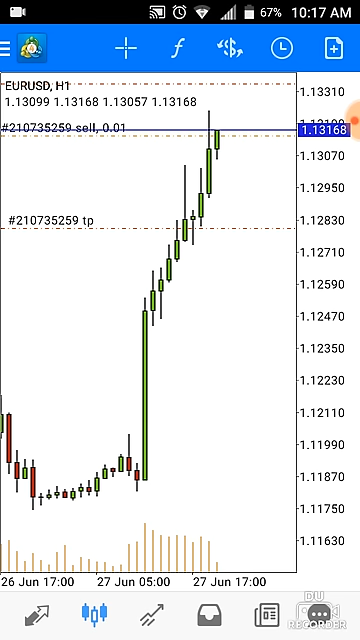 67% 10:17 AM
EURUSD, H1
1.13099 1.13168 1.13057 1.13168
#210735259 sell, 0.01
#210735259 tp
1.13310
1.13168
1.13070
1.12950
1.12830
1.12710
1.12590
1.12470
1.12350
1.12230
1.12110
1.11990
1.11870
1.11750
1.11630
26 Jun 17:00 27 Jun 05:00 27 Jun 17:00
DU
RECORDER